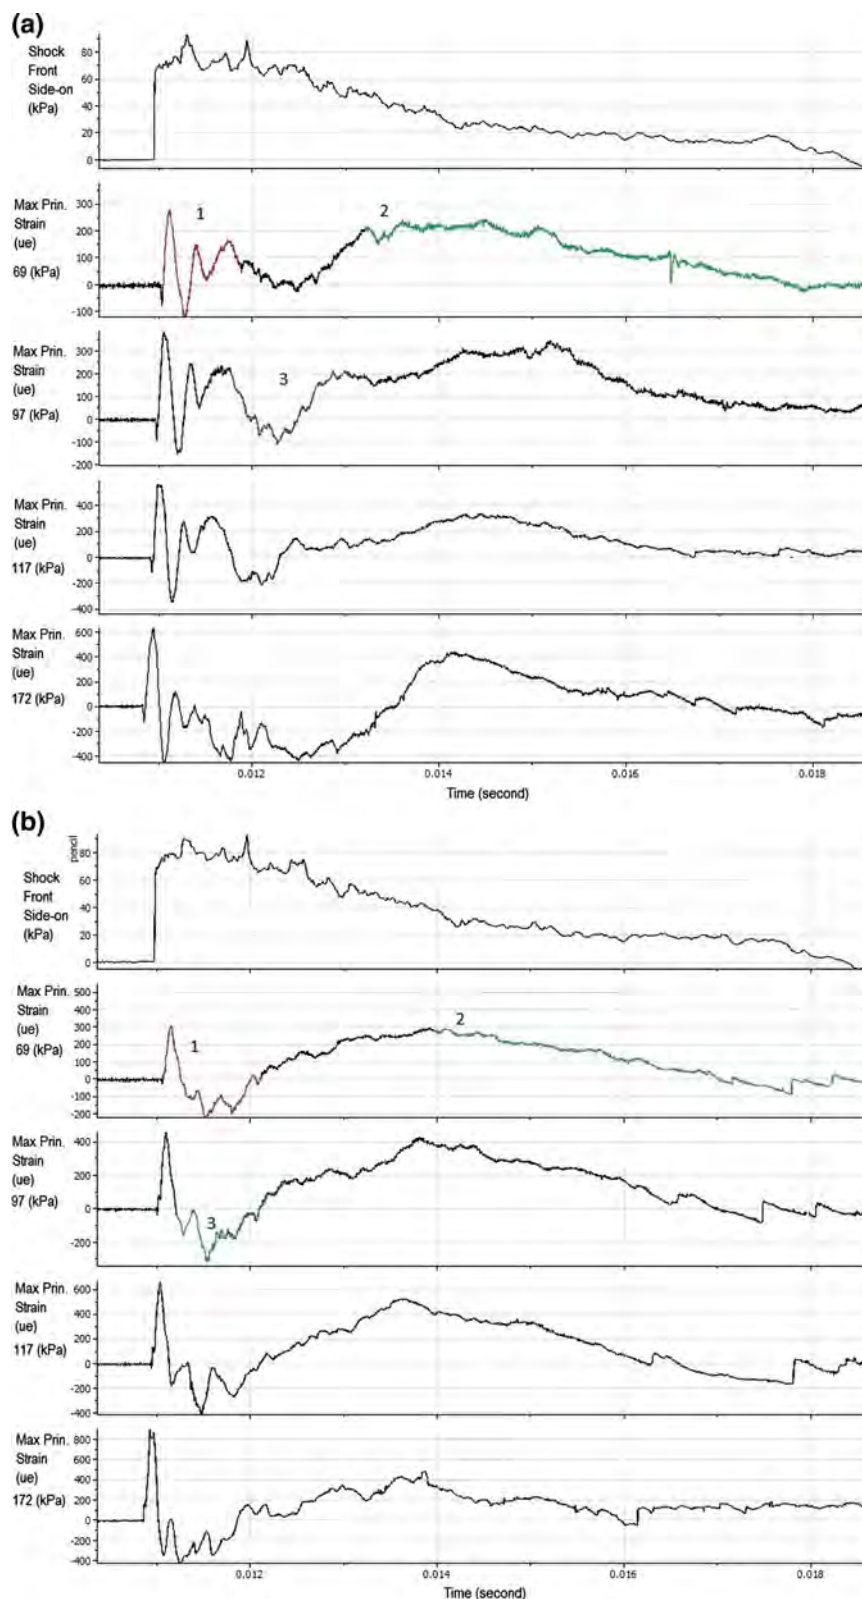 (a)
Shock
Front
Side-on
(kPa)
80
60
40
20
0
Max Prin.
Strain
(ue)
69 (kPa)
300
200
100
0
-100
1
2
Max Prin.
Strain
(ue)
97 (kPa)
300
200
100
0
-100
-200
3
Max Prin.
Strain
(ue)
117 (kPa)
400
200
0
-200
-400
Max Prin.
Strain
(ue)
172 (kPa)
600
400
200
0
-200
-400
0.012 0.014 0.016 0.018
Time (second)
(b)
pencil
Shock
Front
Side-on
(kPa)
80
60
40
20
0
Max Prin.
Strain
(ue)
69 (kPa)
500
400
300
200
100
0
-100
-200
1
2
Max Prin.
Strain
(ue)
97 (kPa)
400
200
0
-200
3
Max Prin.
Strain
(ue)
117 (kPa)
600
400
200
0
-200
-400
Max Prin.
Strain
(ue)
172 (kPa)
800
600
400
200
0
-200
-400
0.012 0.014 0.016 0.018
Time (second)